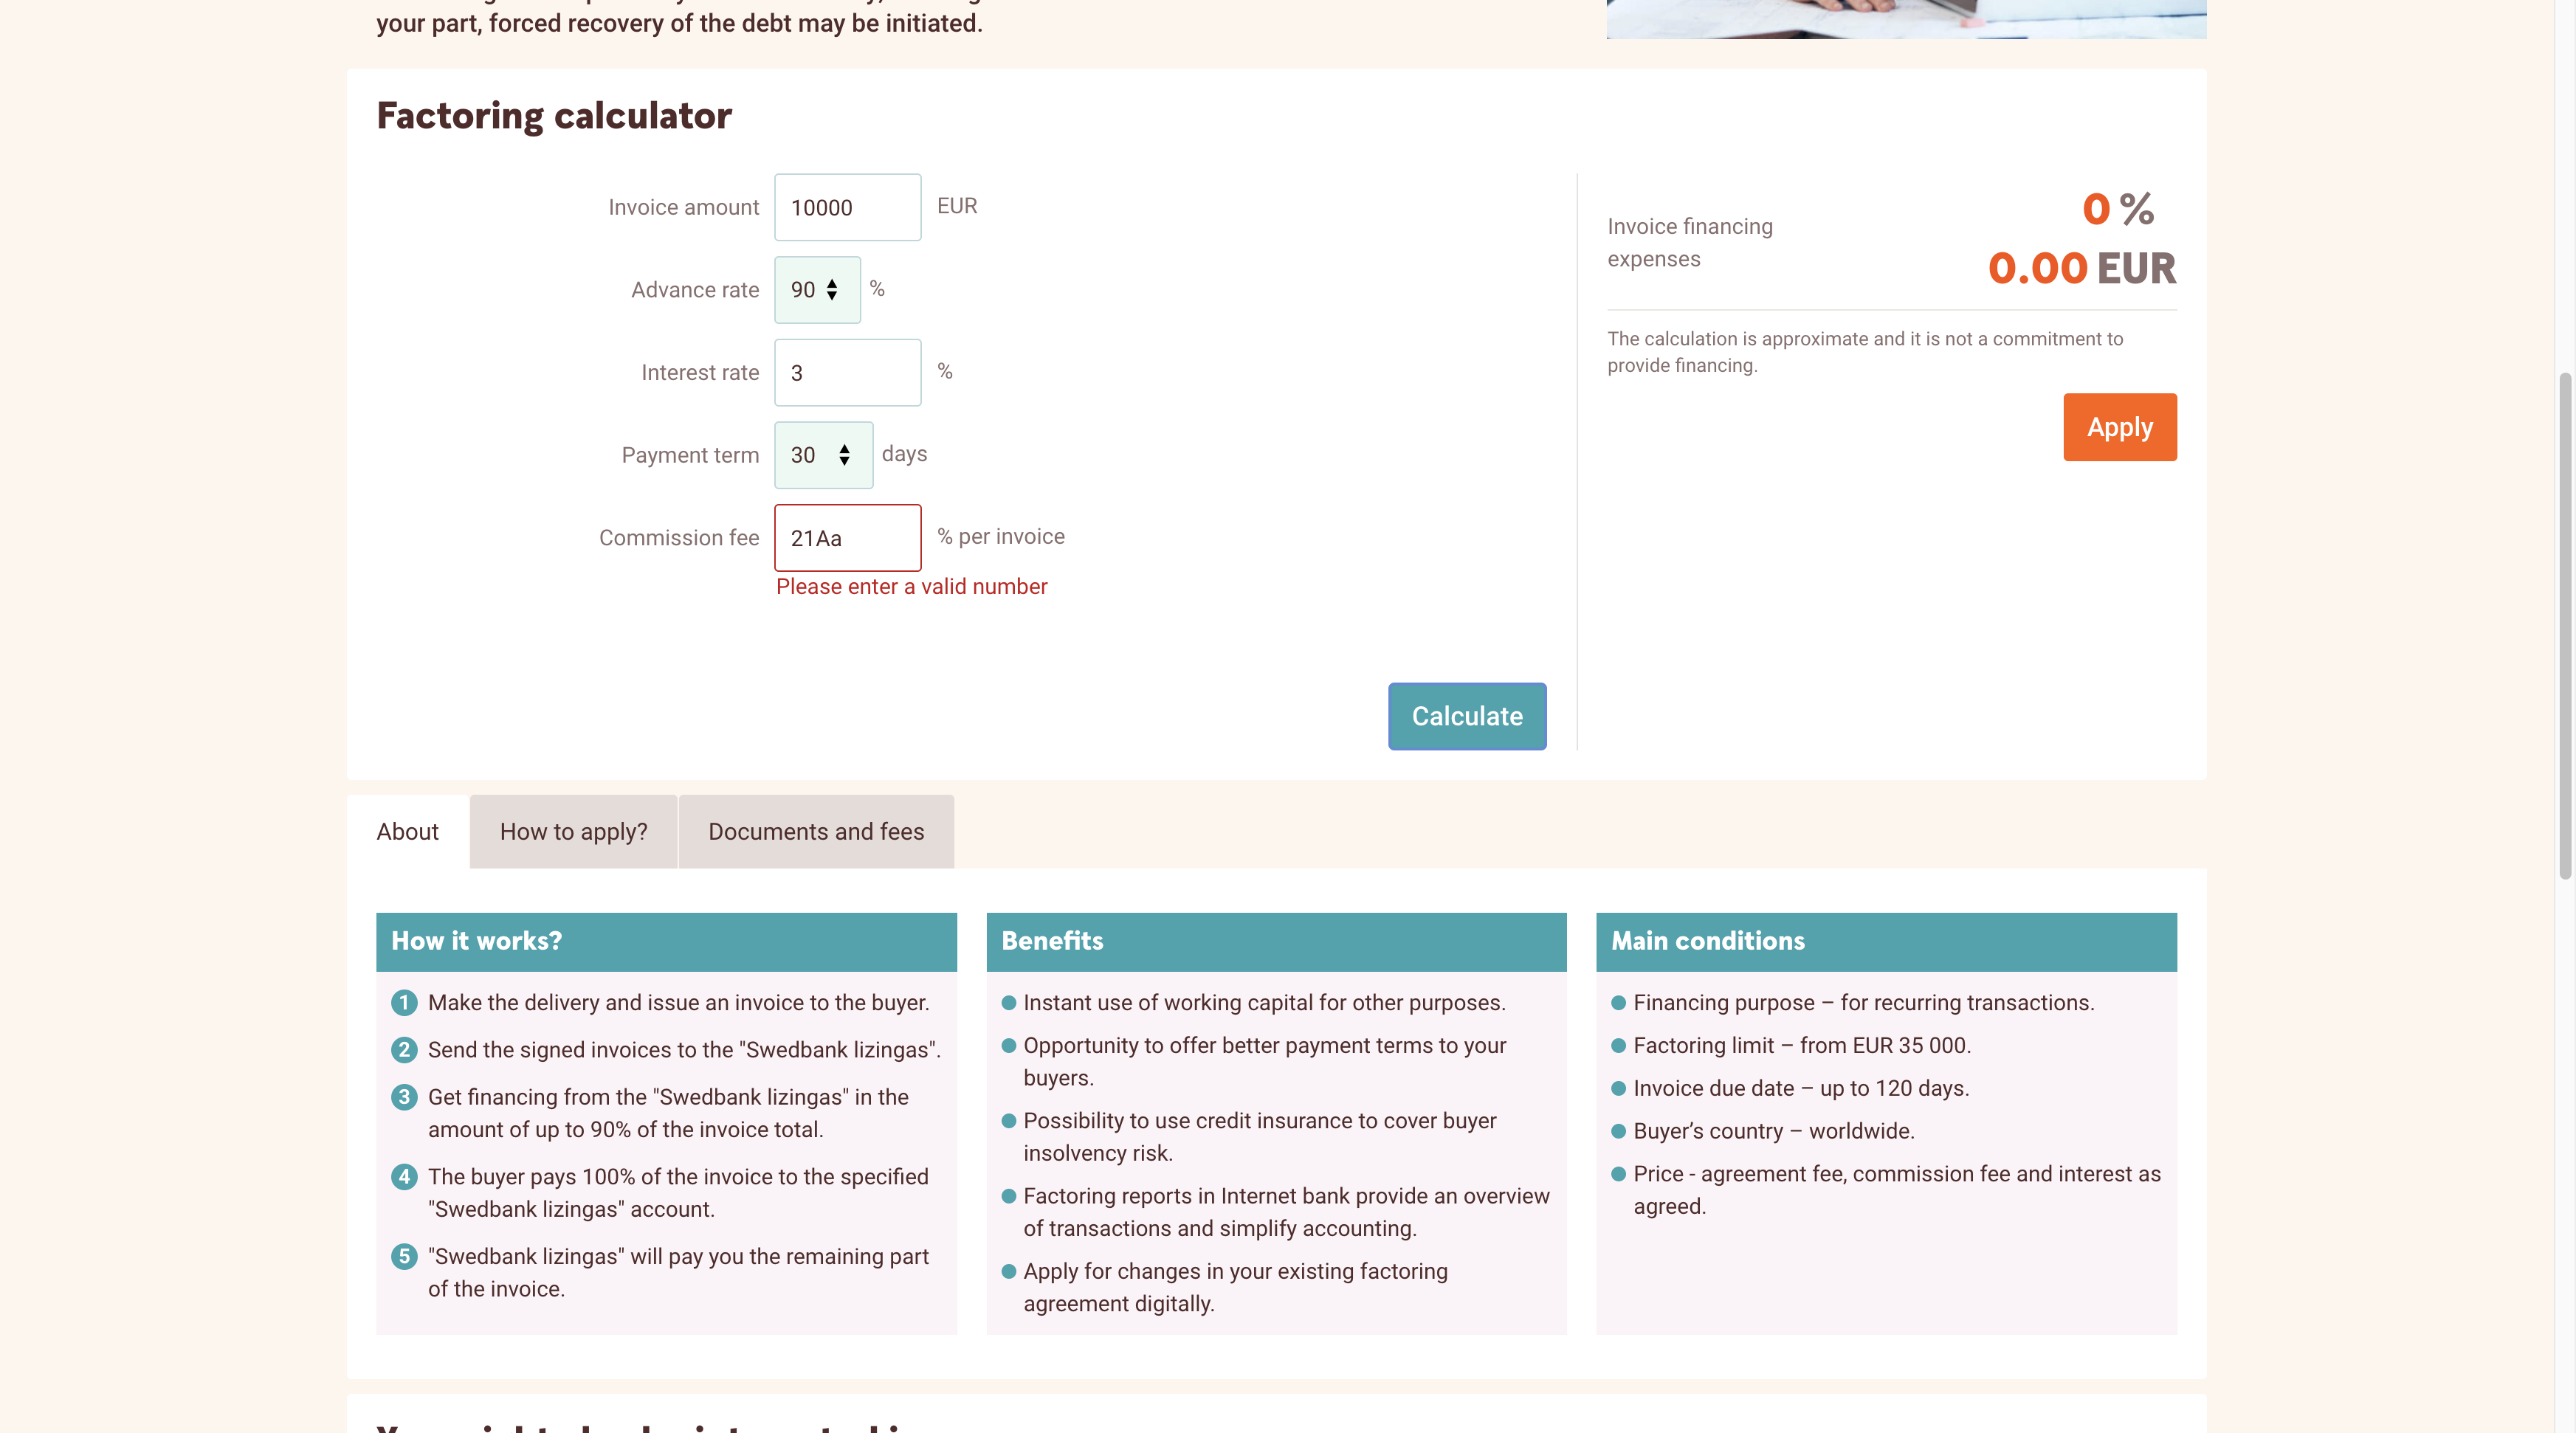 your part, forced recovery of the debt may be initiated.
Factoring calculator
Invoice amount 10000 EUR
Advance rate 90 %
Interest rate 3 %
Payment term 30 days
Commission fee 21Aa % per invoice
Please enter a valid number
Calculate
Invoice financing
expenses
0 %
0.00 EUR
The calculation is approximate and it is not a commitment to
provide financing.
Apply
About How to apply? Documents and fees
How it works?
1 Make the delivery and issue an invoice to the buyer.
2 Send the signed invoices to the "Swedbank lizingas".
3 Get financing from the "Swedbank lizingas" in the
amount of up to 90% of the invoice total.
4 The buyer pays 100% of the invoice to the specified
"Swedbank lizingas" account.
5 "Swedbank lizingas" will pay you the remaining part
of the invoice.
Benefits
Instant use of working capital for other purposes.
Opportunity to offer better payment terms to your
buyers.
Possibility to use credit insurance to cover buyer
insolvency risk.
Factoring reports in Internet bank provide an overview
of transactions and simplify accounting.
Apply for changes in your existing factoring
agreement digitally.
Main conditions
Financing purpose – for recurring transactions.
Factoring limit – from EUR 35 000.
Invoice due date – up to 120 days.
Buyer’s country – worldwide.
Price - agreement fee, commission fee and interest as
agreed.